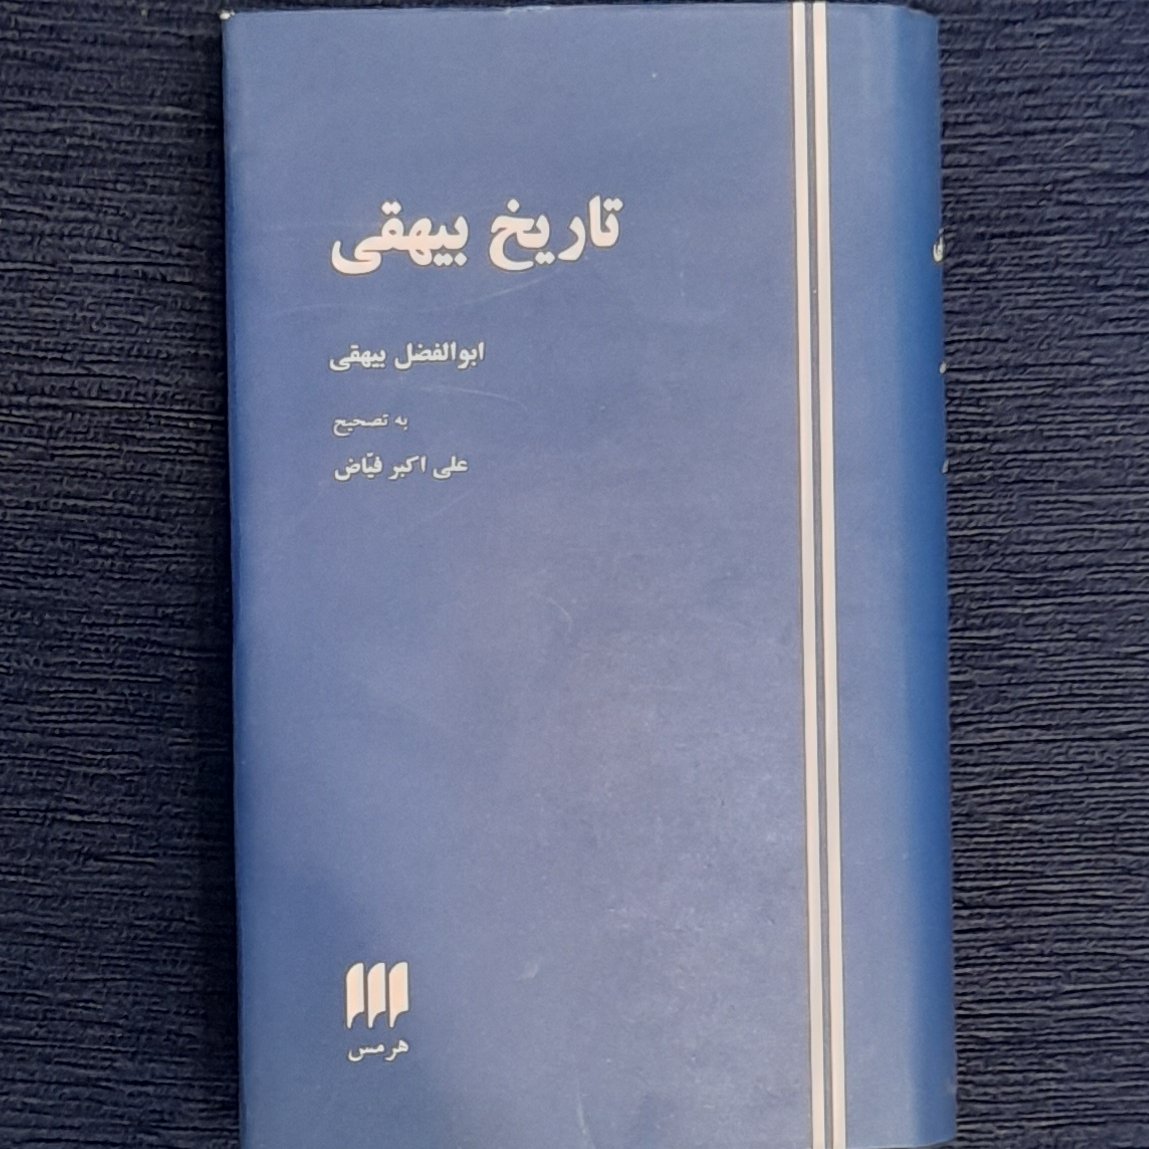 تاریخ بیهقی
ابوالفضل بیهقی
به تصحیح
علی اکبر فیّاض
هرمس